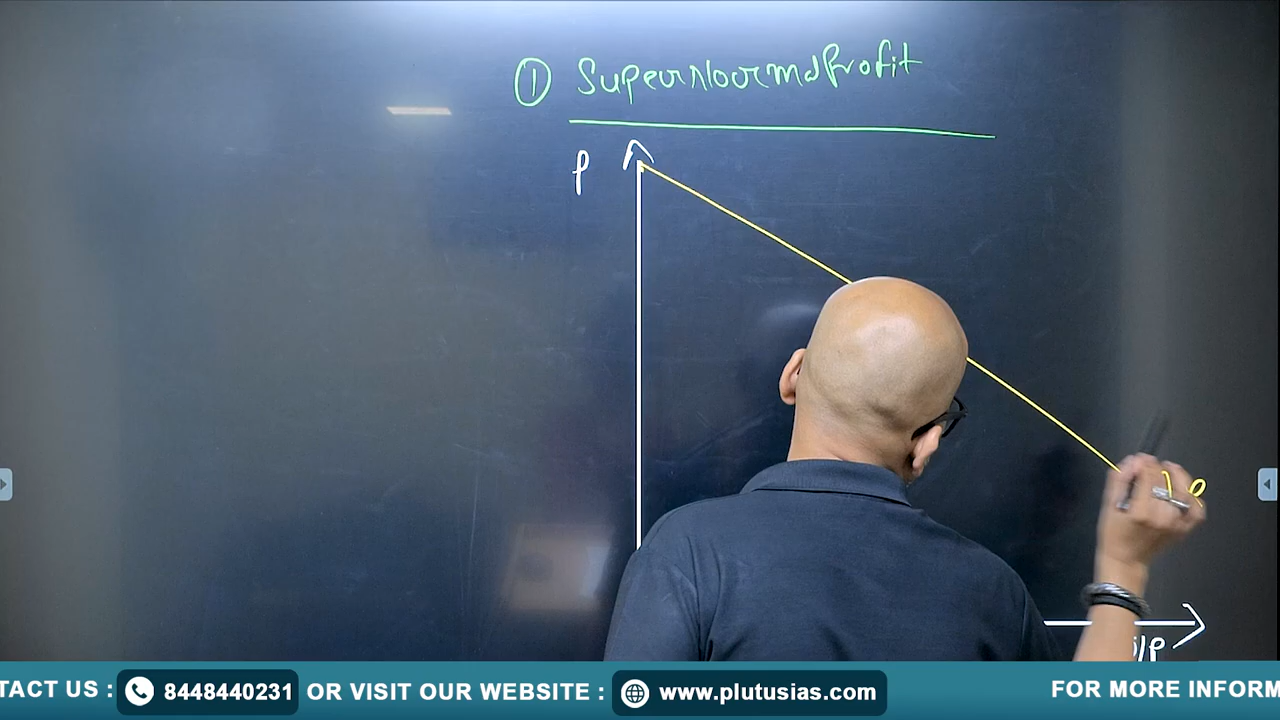 ① Supernormal Profit
P
o/p
TACT US : 8448440231 OR VISIT OUR WEBSITE : www.plutusias.com FOR MORE INFORM